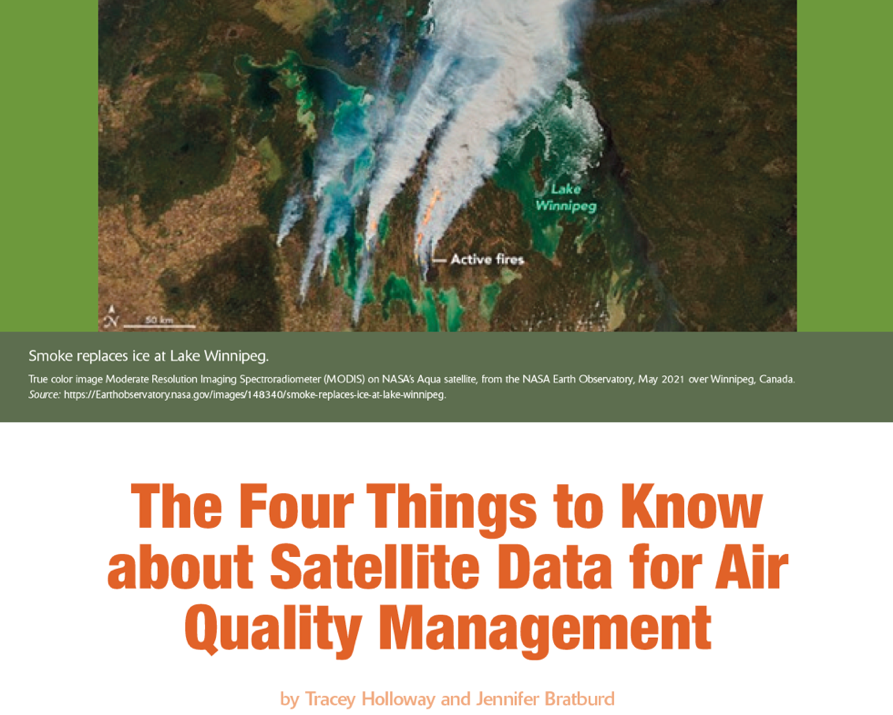 Lake
Winnipeg
Active fires
N
50 km
Smoke replaces ice at Lake Winnipeg.
True color image Moderate Resolution Imaging Spectroradiometer (MODIS) on NASA's Aqua satellite, from the NASA Earth Observatory, May 2021 over Winnipeg, Canada.
Source: https://Earthobservatory.nasa.gov/images/148340/smoke-replaces-ice-at-lake-winnipeg.
The Four Things to Know
about Satellite Data for Air
Quality Management
by Tracey Holloway and Jennifer Bratburd